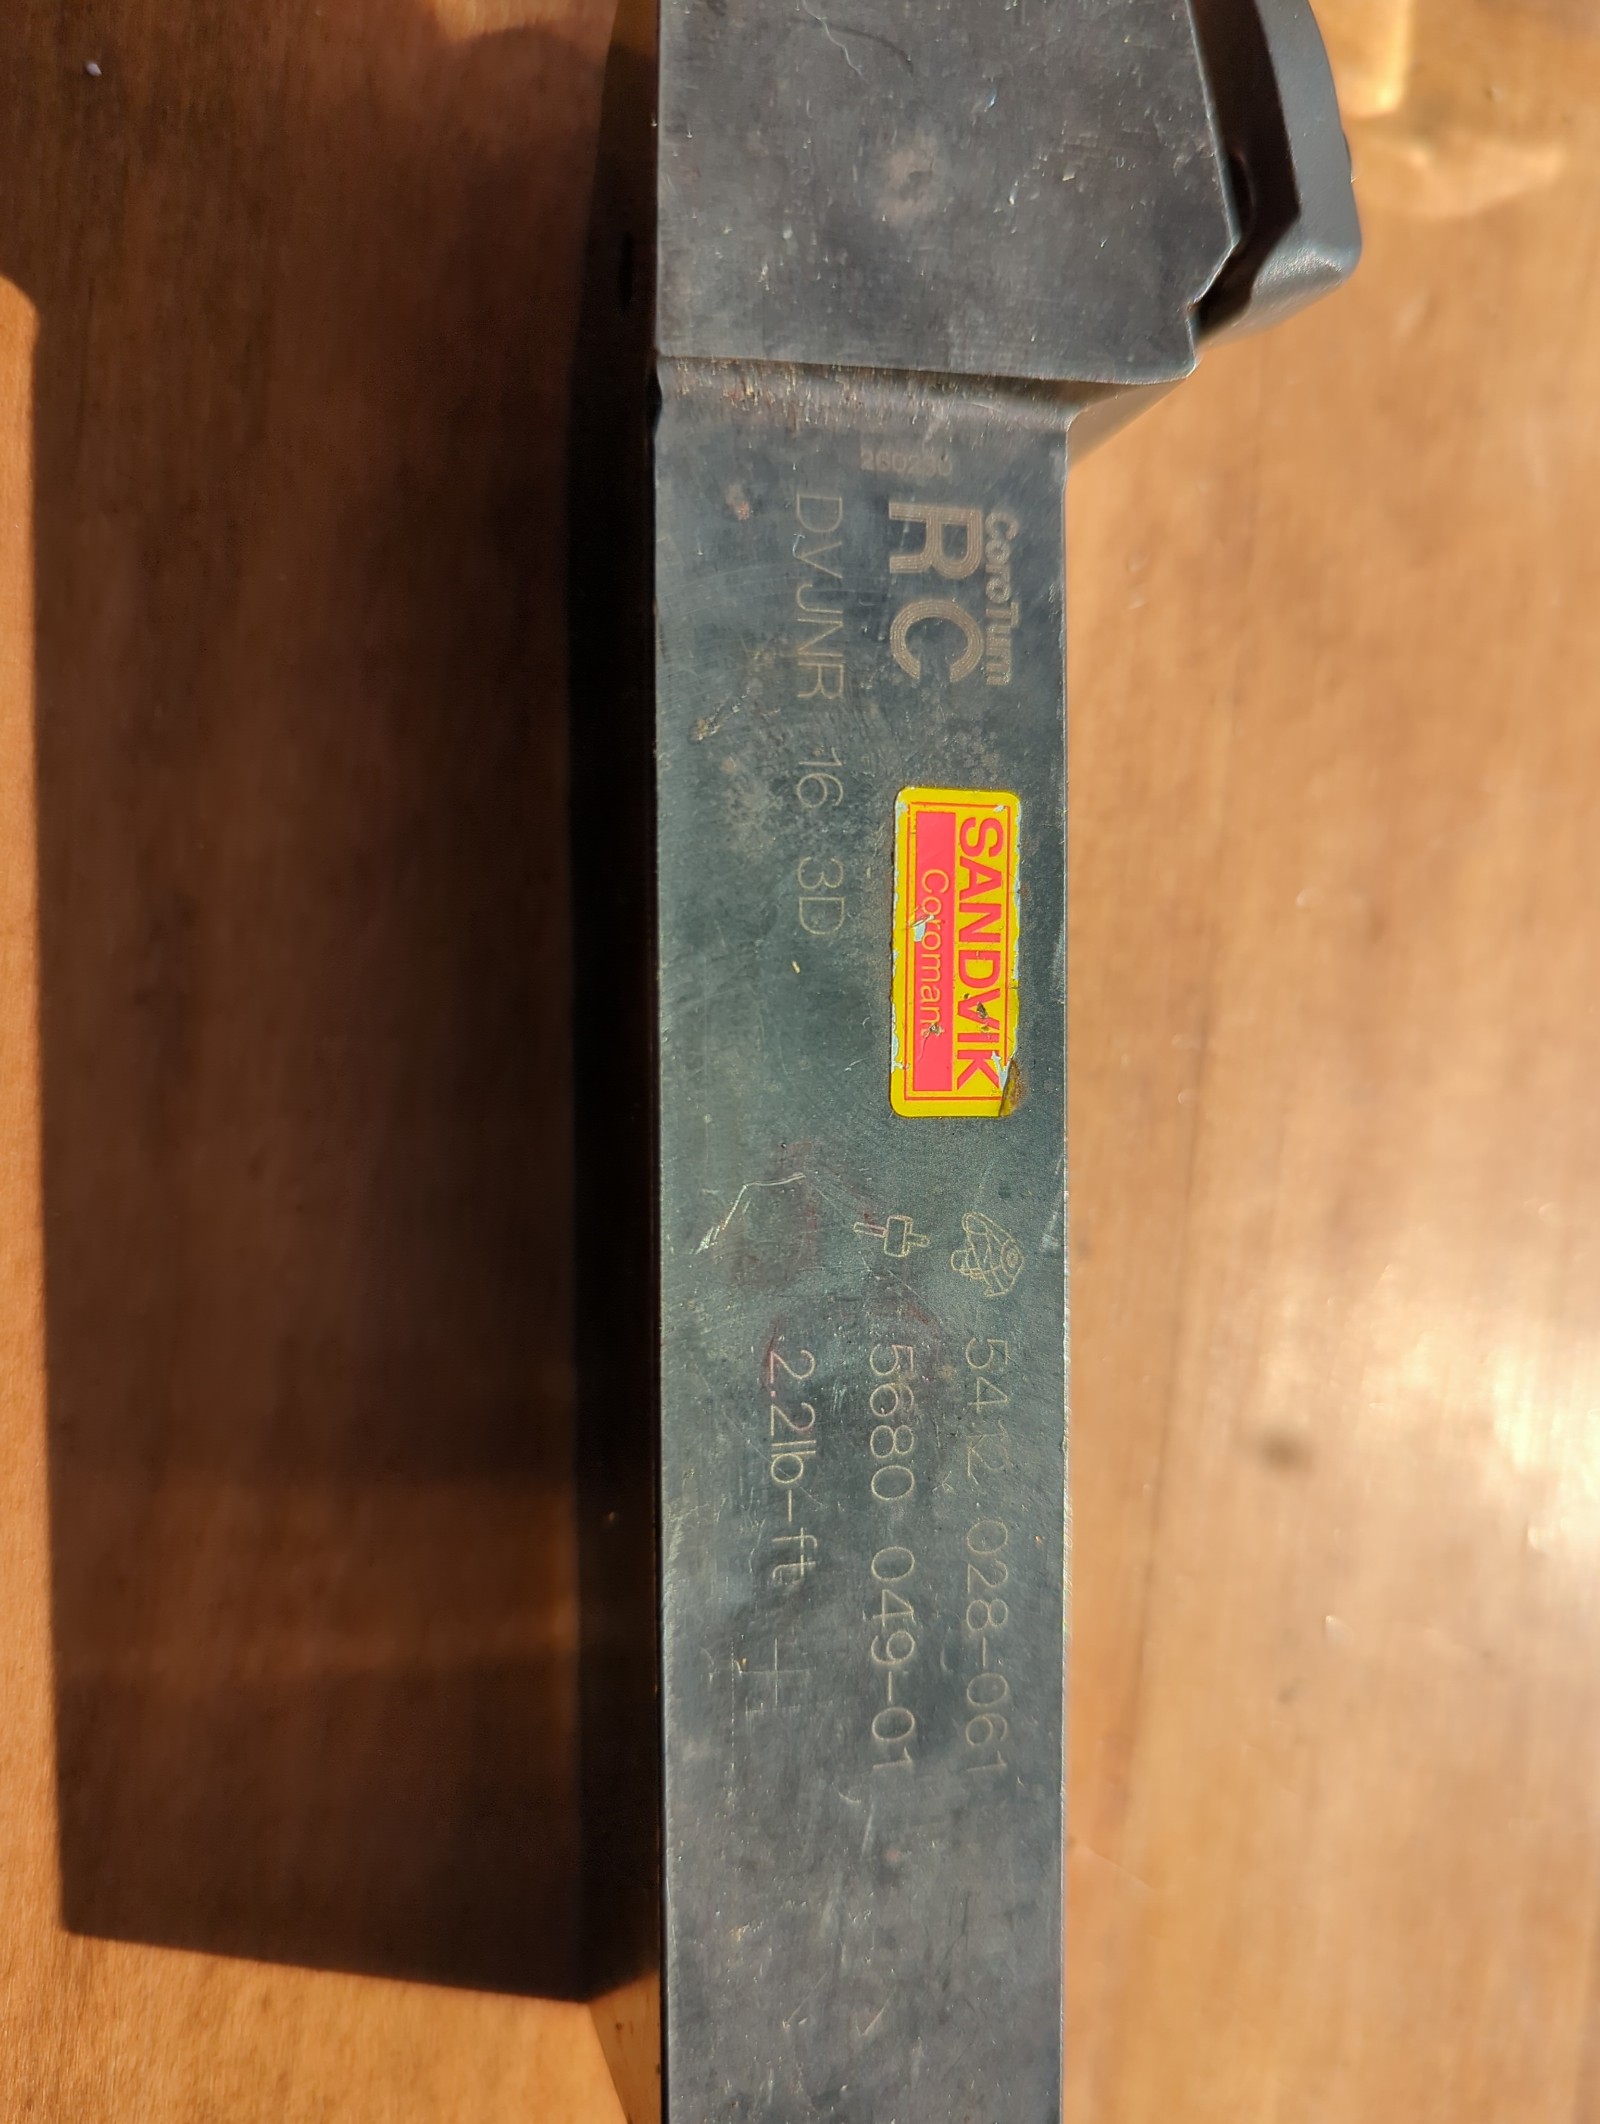 CoroTurn
RC
DVJNR 16 3D
SANDVIK
Coromant
5412 028-061
5680 049-01
2.2lb-ft